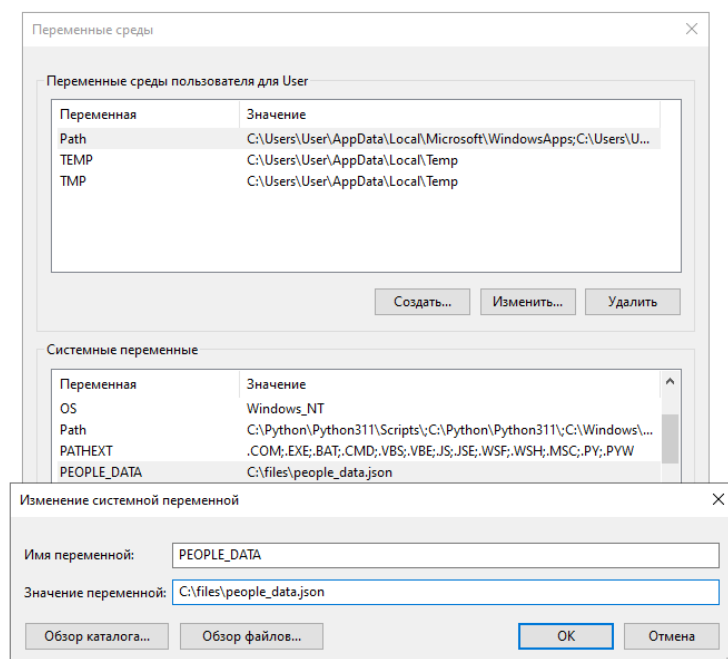 Переменные среды
Переменные среды пользователя для User
Переменная Значение
Path C:\Users\User\AppData\Local\Microsoft\WindowsApps;C:\Users\U...
TEMP C:\Users\User\AppData\Local\Temp
TMP C:\Users\User\AppData\Local\Temp
Создать... Изменить... Удалить
Системные переменные
Переменная Значение
OS Windows_NT
Path C:\Python\Python311\Scripts\;C:\Python\Python311\;C:\Windows\...
PATHEXT .COM;.EXE;.BAT;.CMD;.VBS;.VBE;.JS;.JSE;.WSF;.WSH;.MSC;.PY;.PYW
PEOPLE_DATA C:\files\people_data.json
Изменение системной переменной
Имя переменной: PEOPLE_DATA
Значение переменной: C:\files\people_data.json
Обзор каталога... Обзор файлов... OK Отмена